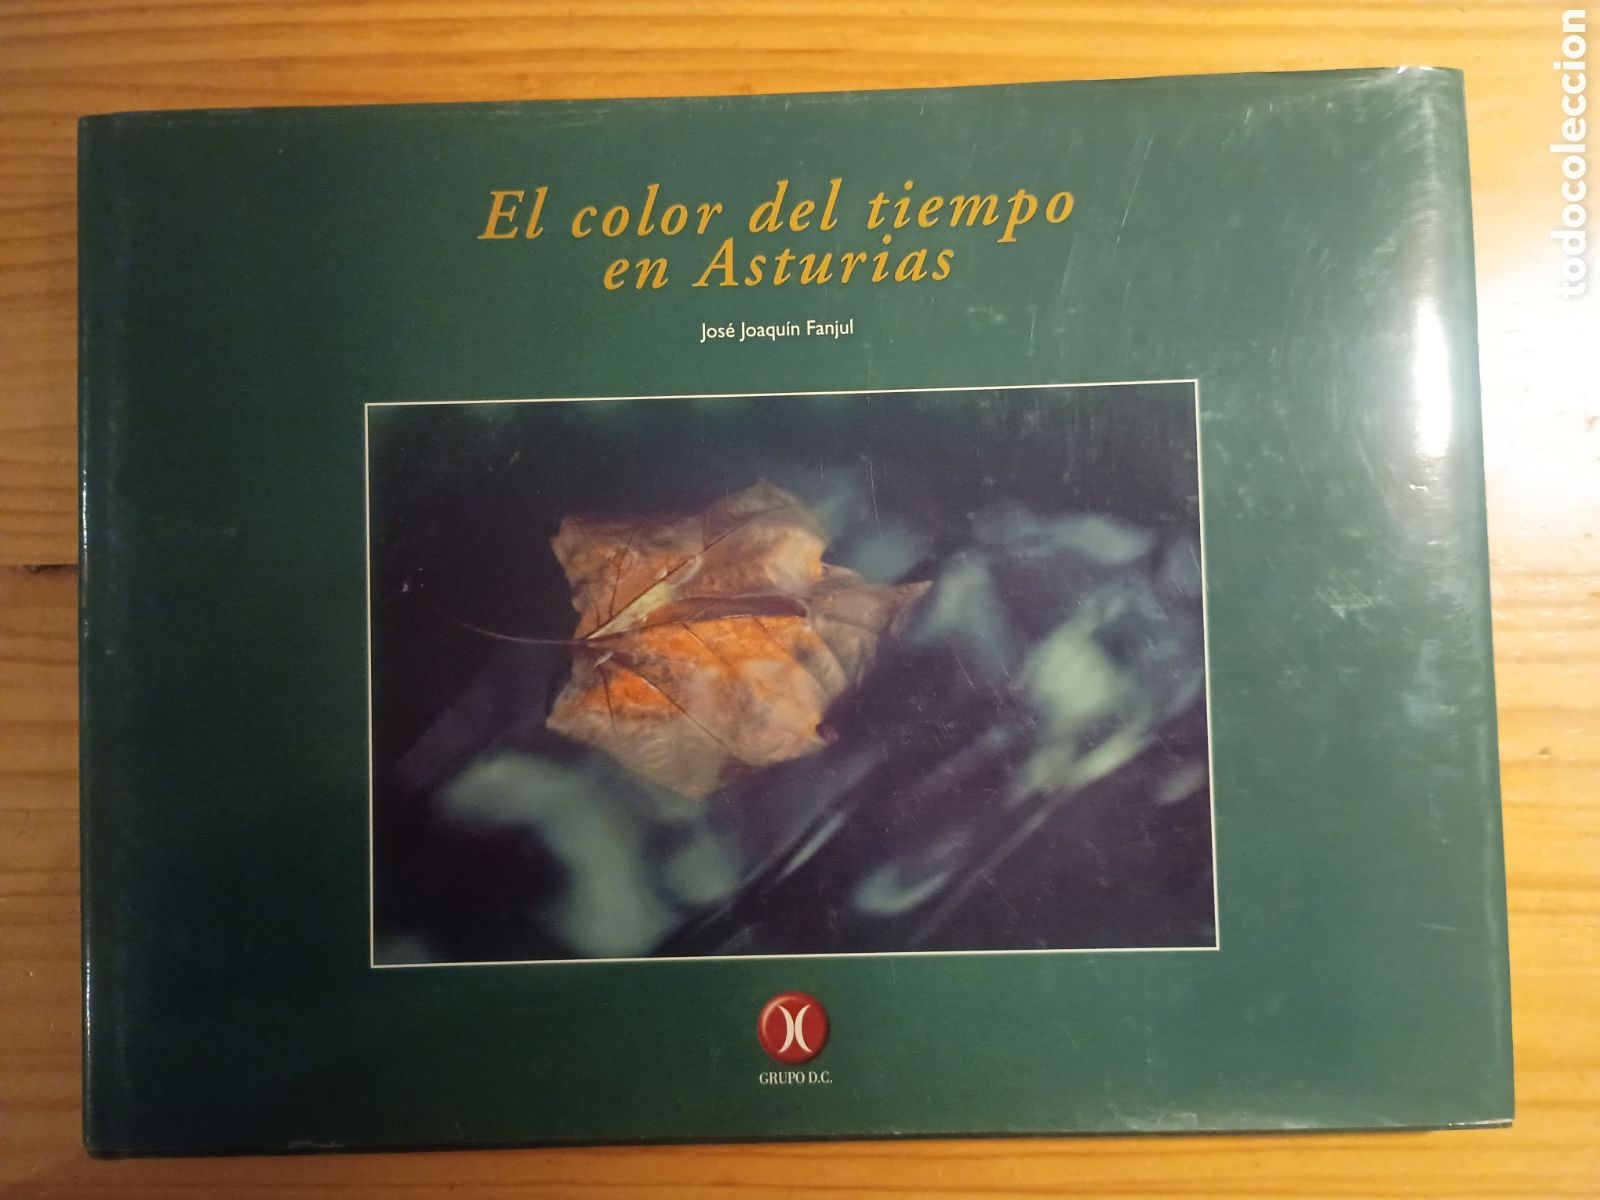 El color del tiempo
en Asturias
José Joaquín Fanjul
GRUPO D.C.
todocoleccion